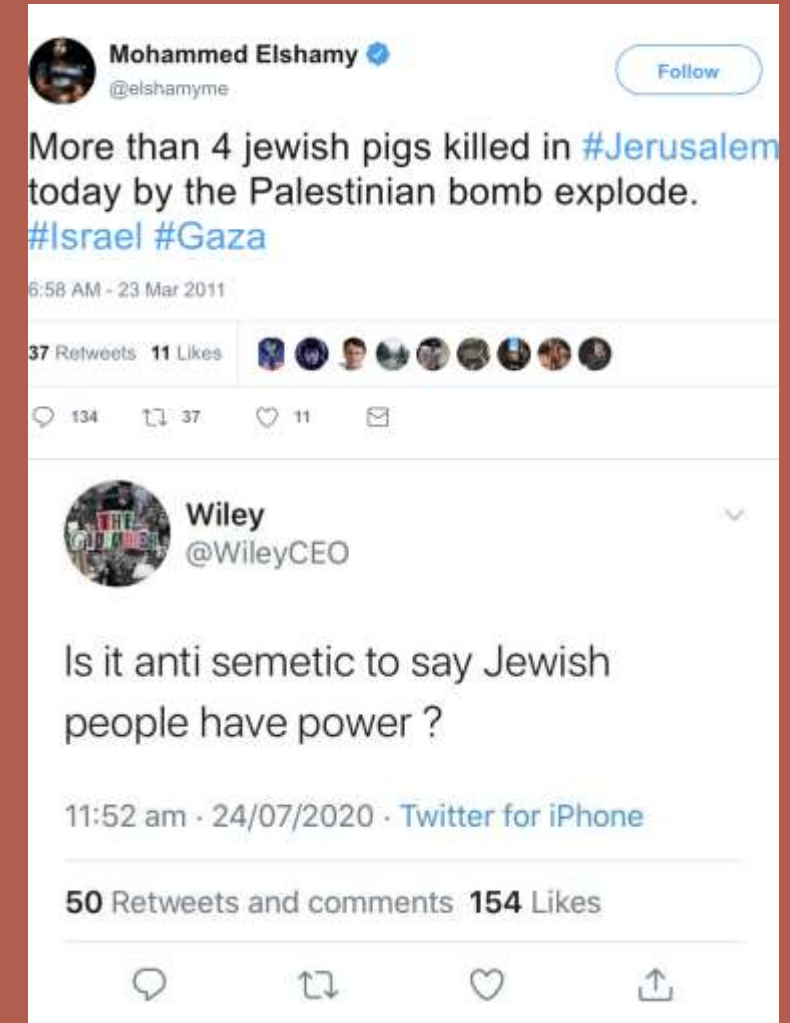 Mohammed Elshamy
@elshamyme
Follow
More than 4 jewish pigs killed in #Jerusalem
today by the Palestinian bomb explode.
#Israel #Gaza
6:58 AM - 23 Mar 2011
37 Retweets 11 Likes
134 37 11
Wiley
@WileyCEO
Is it anti semetic to say Jewish
people have power ?
11:52 am · 24/07/2020 · Twitter for iPhone
50 Retweets and comments 154 Likes